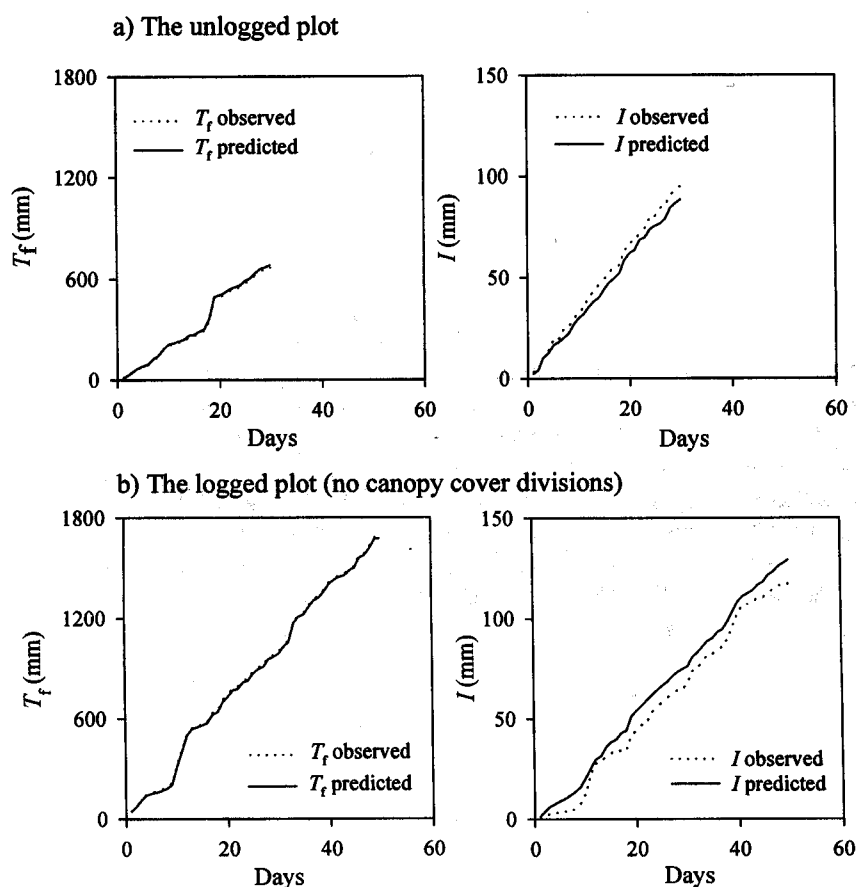 a) The unlogged plot
1800
1200
600
0
T_f (mm)
T_f observed
T_f predicted
0 20 40 60
Days
150
100
50
0
I (mm)
I observed
I predicted
0 20 40 60
Days
b) The logged plot (no canopy cover divisions)
1800
1200
600
0
T_f (mm)
T_f observed
T_f predicted
0 20 40 60
Days
150
100
50
0
I (mm)
I observed
I predicted
0 20 40 60
Days